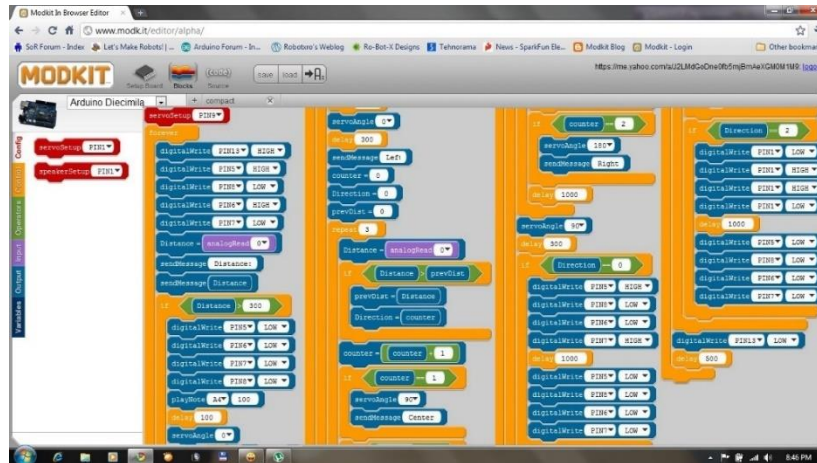 Modkit In Browser Editor
www.modk.it/editor/alpha/
SoR Forum - Index
Let's Make Robots! | ...
Arduino Forum - In...
Robotxro's Weblog
Ro-Bot-X Designs
Tehnorama
News - SparkFun Ele...
Modkit Blog
Modkit - Login
Other bookmar
MODKIT
Setup Board
Blocks
(code)
Source
save
load
Arduino Diecimila
+ compact
Config
Control
Operators
Input
Output
Variables
servoSetup PIN1
speakerSetup PIN1
servoSetup PIN9
forever
digitalWrite PIN13 HIGH
digitalWrite PIN5 HIGH
digitalWrite PIN8 LOW
digitalWrite PIN6 HIGH
digitalWrite PIN7 LOW
Distance = analogRead 0
sendMessage Distance:
sendMessage Distance
if Distance > 300
digitalWrite PIN5 LOW
digitalWrite PIN6 LOW
digitalWrite PIN7 LOW
digitalWrite PIN8 LOW
playNote A4 100
delay 100
servoAngle 0
servoAngle 0
delay 300
sendMessage Left
counter = 0
Direction = 0
prevDist = 0
repeat 3
Distance = analogRead 0
if Distance > prevDist
prevDist = Distance
Direction = counter
counter = counter + 1
if counter == 1
servoAngle 90
sendMessage Center
if counter == 2
servoAngle 180
sendMessage Right
delay 1000
servoAngle 90
delay 300
if Direction == 0
digitalWrite PIN5 HIGH
digitalWrite PIN8 LOW
digitalWrite PIN6 LOW
digitalWrite PIN7 HIGH
delay 1000
digitalWrite PIN5 LOW
digitalWrite PIN8 LOW
digitalWrite PIN6 LOW
digitalWrite PIN7 LOW
if Direction == 2
digitalWrite PIN1 LOW
digitalWrite PIN1 HIGH
digitalWrite PIN1 HIGH
digitalWrite PIN1 LOW
delay 1000
digitalWrite PIN5 LOW
digitalWrite PIN8 LOW
digitalWrite PIN6 LOW
digitalWrite PIN7 LOW
digitalWrite PIN13 LOW
delay 500
8:46 PM